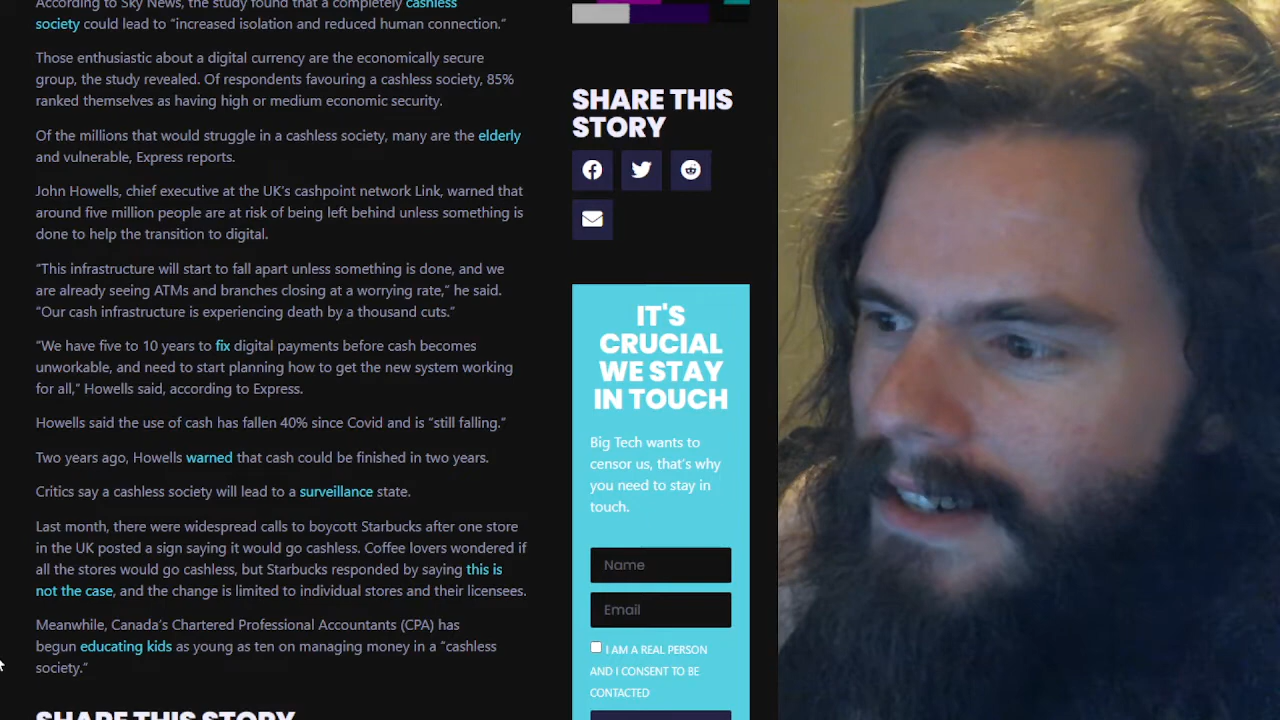 According to Sky News, the study found that a completely cashless
society could lead to “increased isolation and reduced human connection.”
Those enthusiastic about a digital currency are the economically secure
group, the study revealed. Of respondents favouring a cashless society, 85%
ranked themselves as having high or medium economic security.
Of the millions that would struggle in a cashless society, many are the elderly
and vulnerable, Express reports.
John Howells, chief executive at the UK’s cashpoint network Link, warned that
around five million people are at risk of being left behind unless something is
done to help the transition to digital.
“This infrastructure will start to fall apart unless something is done, and we
are already seeing ATMs and branches closing at a worrying rate,” he said.
“Our cash infrastructure is experiencing death by a thousand cuts.”
“We have five to 10 years to fix digital payments before cash becomes
unworkable, and need to start planning how to get the new system working
for all,” Howells said, according to Express.
Howells said the use of cash has fallen 40% since Covid and is “still falling.”
Two years ago, Howells warned that cash could be finished in two years.
Critics say a cashless society will lead to a surveillance state.
Last month, there were widespread calls to boycott Starbucks after one store
in the UK posted a sign saying it would go cashless. Coffee lovers wondered if
all the stores would go cashless, but Starbucks responded by saying this is
not the case, and the change is limited to individual stores and their licensees.
Meanwhile, Canada’s Chartered Professional Accountants (CPA) has
begun educating kids as young as ten on managing money in a “cashless
society.”
SHARE THIS STORY
SHARE THIS
STORY
IT'S
CRUCIAL
WE STAY
IN TOUCH
Big Tech wants to
censor us, that’s why
you need to stay in
touch.
Name
Email
I AM A REAL PERSON
AND I CONSENT TO BE
CONTACTED